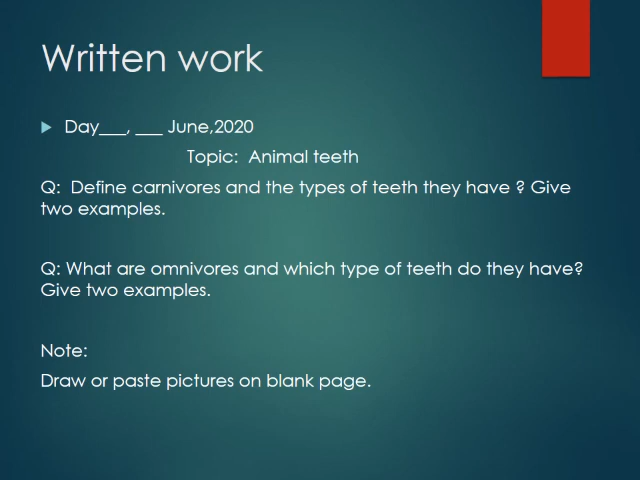 Written work
Day___, ___ June,2020
Topic:  Animal teeth
Q:  Define carnivores and the types of teeth they have ? Give
two examples.
Q: What are omnivores and which type of teeth do they have?
Give two examples.
Note:
Draw or paste pictures on blank page.